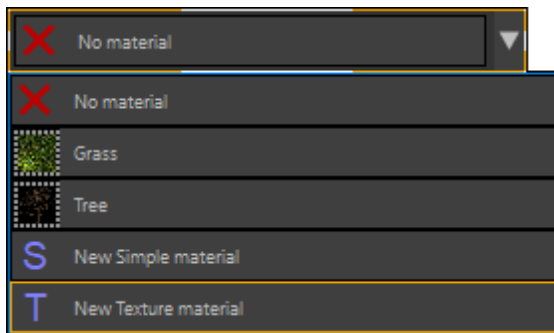 No material
No material
Grass
Tree
S New Simple material
T New Texture material